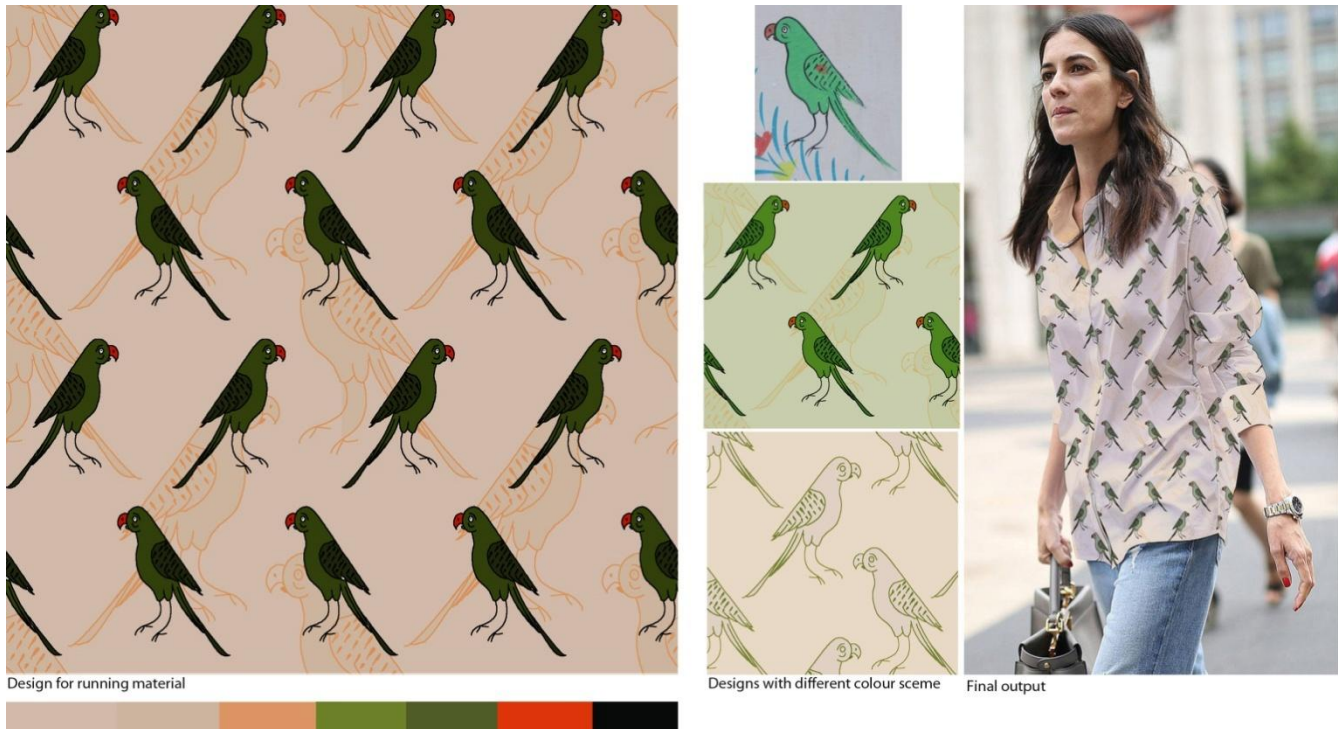 Design for running material
Designs with different colour sceme
Final output